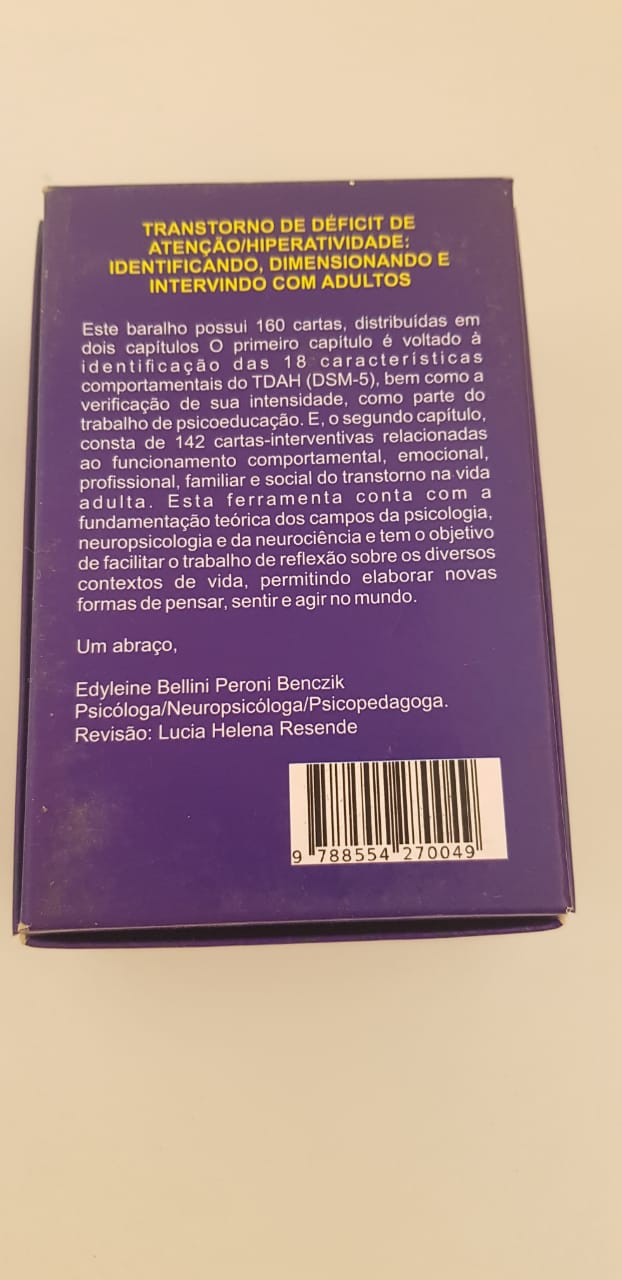 TRANSTORNO DE DÉFICIT DE
ATENÇÃO/HIPERATIVIDADE:
IDENTIFICANDO, DIMENSIONANDO E
INTERVINDO COM ADULTOS
Este baralho possui 160 cartas, distribuídas em
dois capítulos O primeiro capítulo é voltado à
identificação das 18 características
comportamentais do TDAH (DSM-5), bem como a
verificação de sua intensidade, como parte do
trabalho de psicoeducação. E, o segundo capítulo,
consta de 142 cartas-interventivas relacionadas
ao funcionamento comportamental, emocional,
profissional, familiar e social do transtorno na vida
adulta. Esta ferramenta conta com a
fundamentação teórica dos campos da psicologia,
neuropsicologia e da neurociência e tem o objetivo
de facilitar o trabalho de reflexão sobre os diversos
contextos de vida, permitindo elaborar novas
formas de pensar, sentir e agir no mundo.
Um abraço,
Edyleine Bellini Peroni Benczik
Psicóloga/Neuropsicóloga/Psicopedagoga.
Revisão: Lucia Helena Resende
9 788554 270049